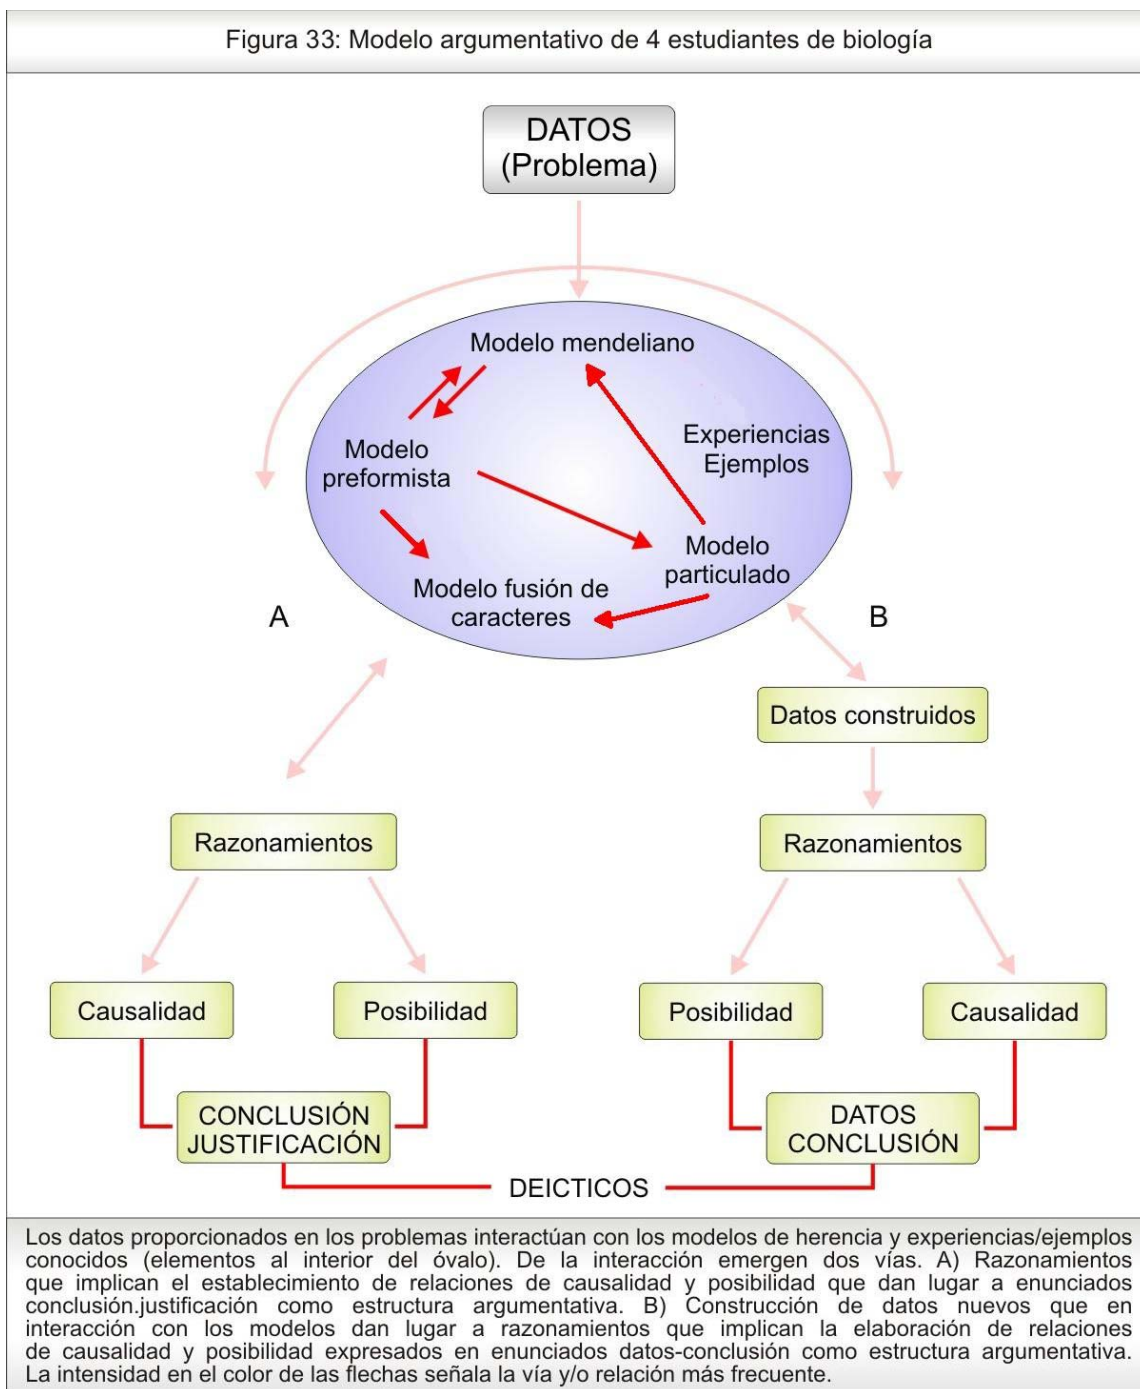 Figura 33: Modelo argumentativo de 4 estudiantes de biología
DATOS
(Problema)
Modelo mendeliano
Experiencias
Ejemplos
Modelo
preformista
Modelo
particulado
Modelo fusión de
caracteres
A
B
Datos construidos
Razonamientos
Razonamientos
Causalidad
Posibilidad
Posibilidad
Causalidad
CONCLUSIÓN
JUSTIFICACIÓN
DATOS
CONCLUSIÓN
DEICTICOS
Los datos proporcionados en los problemas interactúan con los modelos de herencia y experiencias/ejemplos
conocidos (elementos al interior del óvalo). De la interacción emergen dos vías. A) Razonamientos
que implican el establecimiento de relaciones de causalidad y posibilidad que dan lugar a enunciados
conclusión.justificación como estructura argumentativa. B) Construcción de datos nuevos que en
interacción con los modelos dan lugar a razonamientos que implican la elaboración de relaciones
de causalidad y posibilidad expresados en enunciados datos-conclusión como estructura argumentativa.
La intensidad en el color de las flechas señala la vía y/o relación más frecuente.